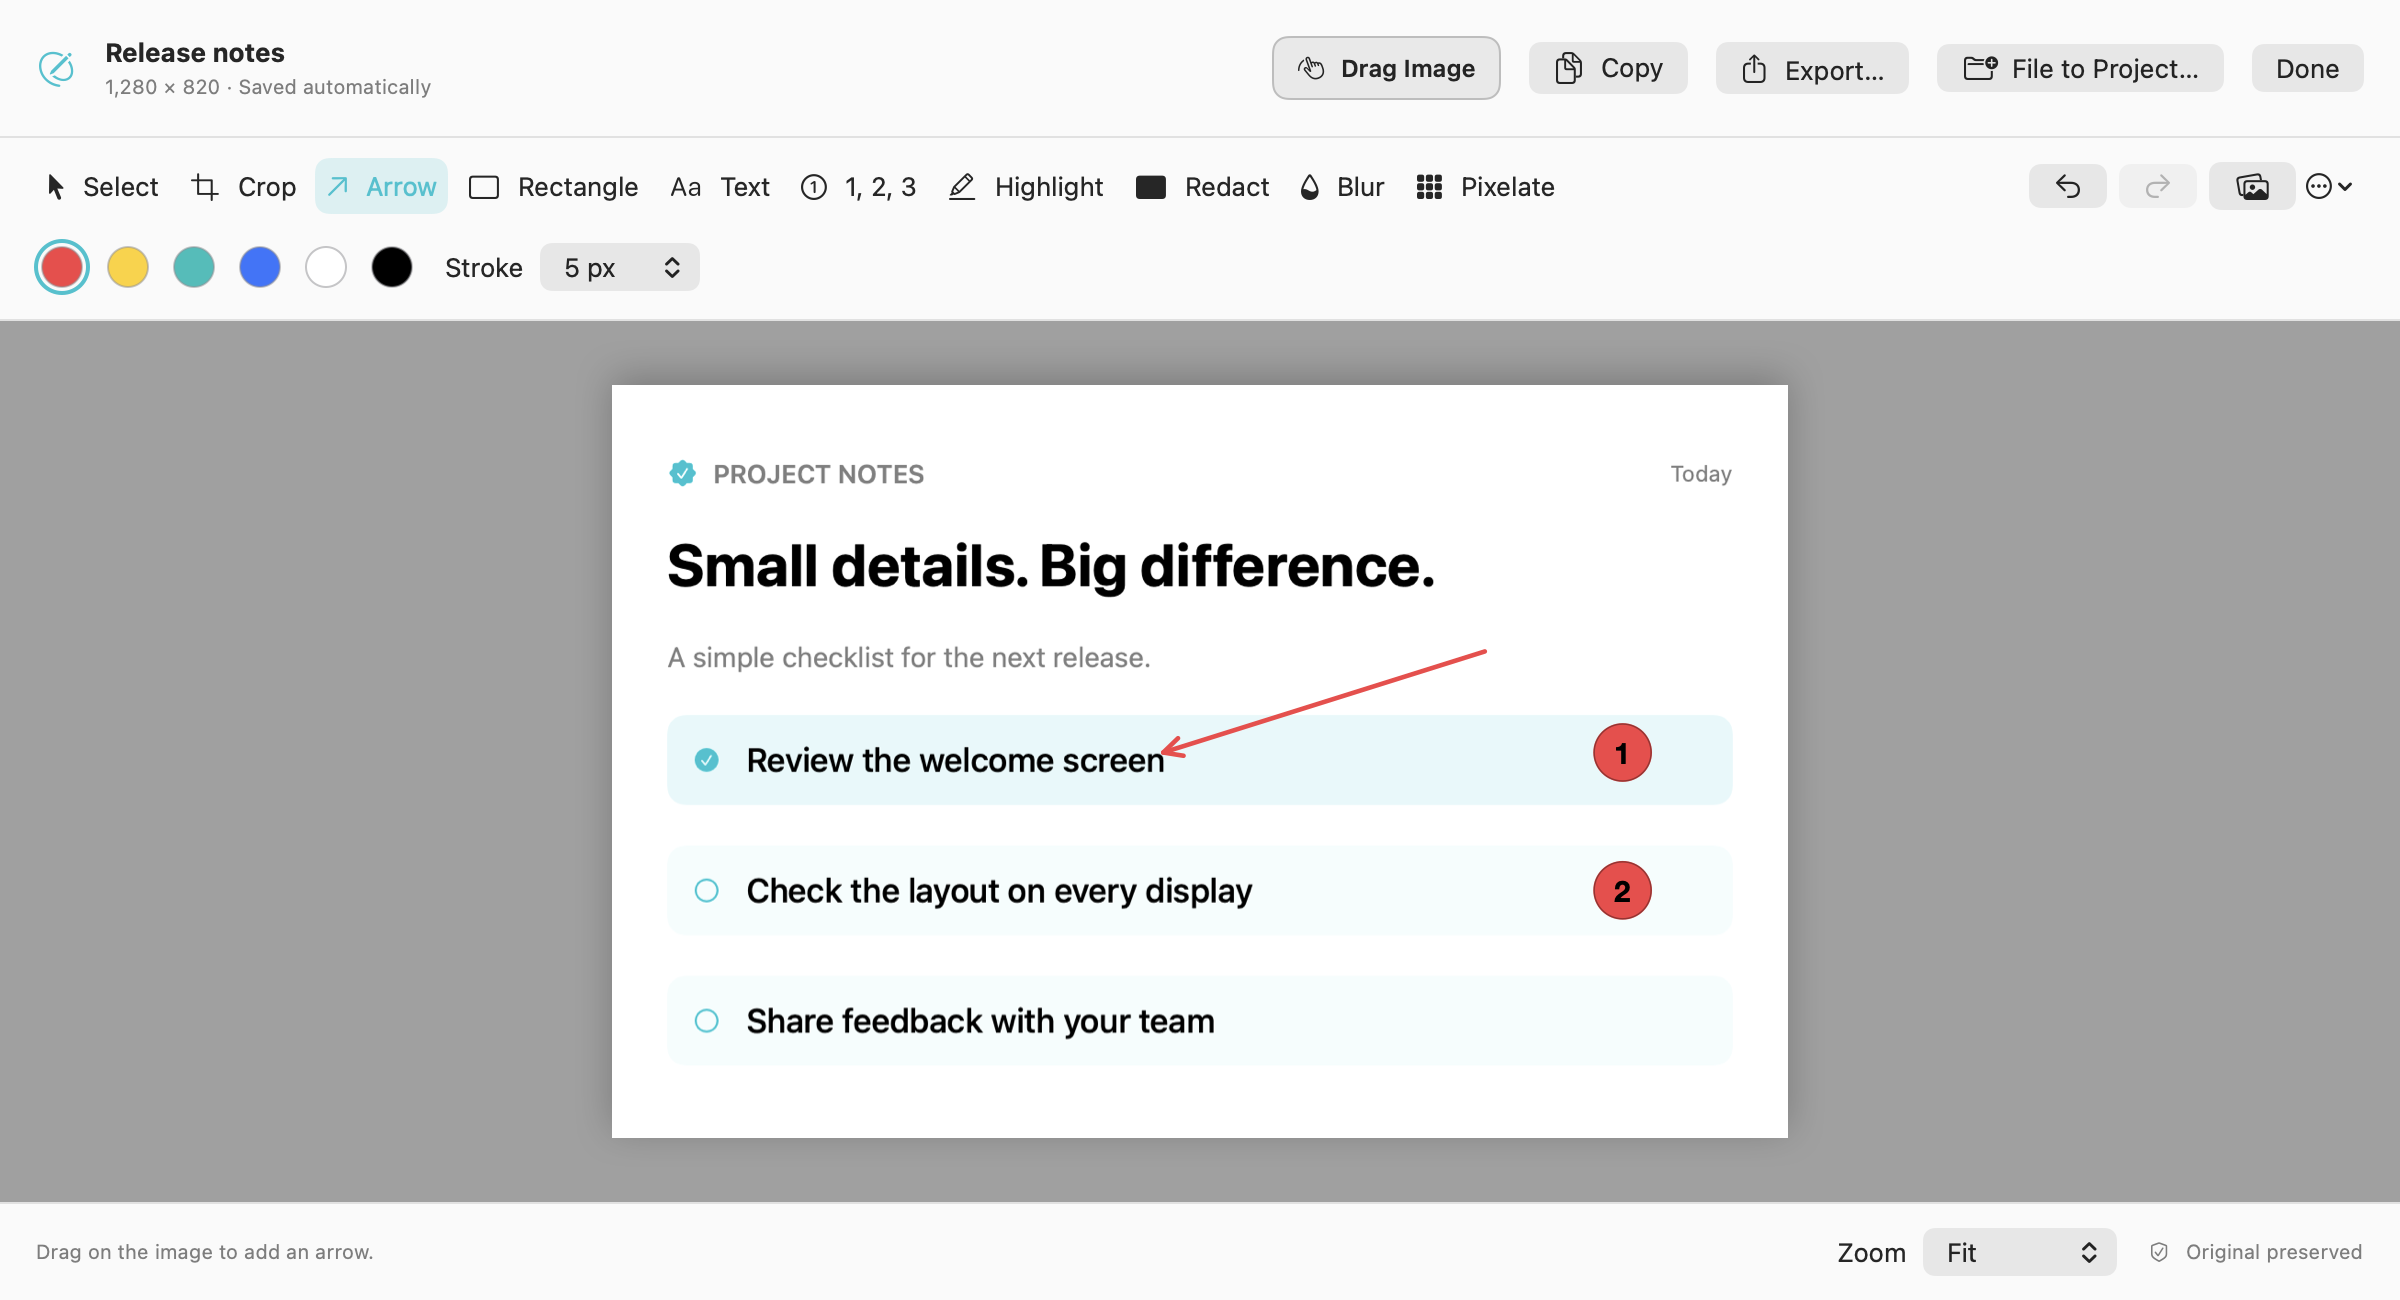 Release notes
1,280 × 820 · Saved automatically
Drag Image
Copy
Export...
File to Project...
Done
Select
Crop
Arrow
Rectangle
Aa Text
1 1, 2, 3
Highlight
Redact
Blur
Pixelate
Stroke
5 px
PROJECT NOTES
Today
Small details. Big difference.
A simple checklist for the next release.
Review the welcome screen
1
Check the layout on every display
2
Share feedback with your team
Drag on the image to add an arrow.
Zoom
Fit
Original preserved